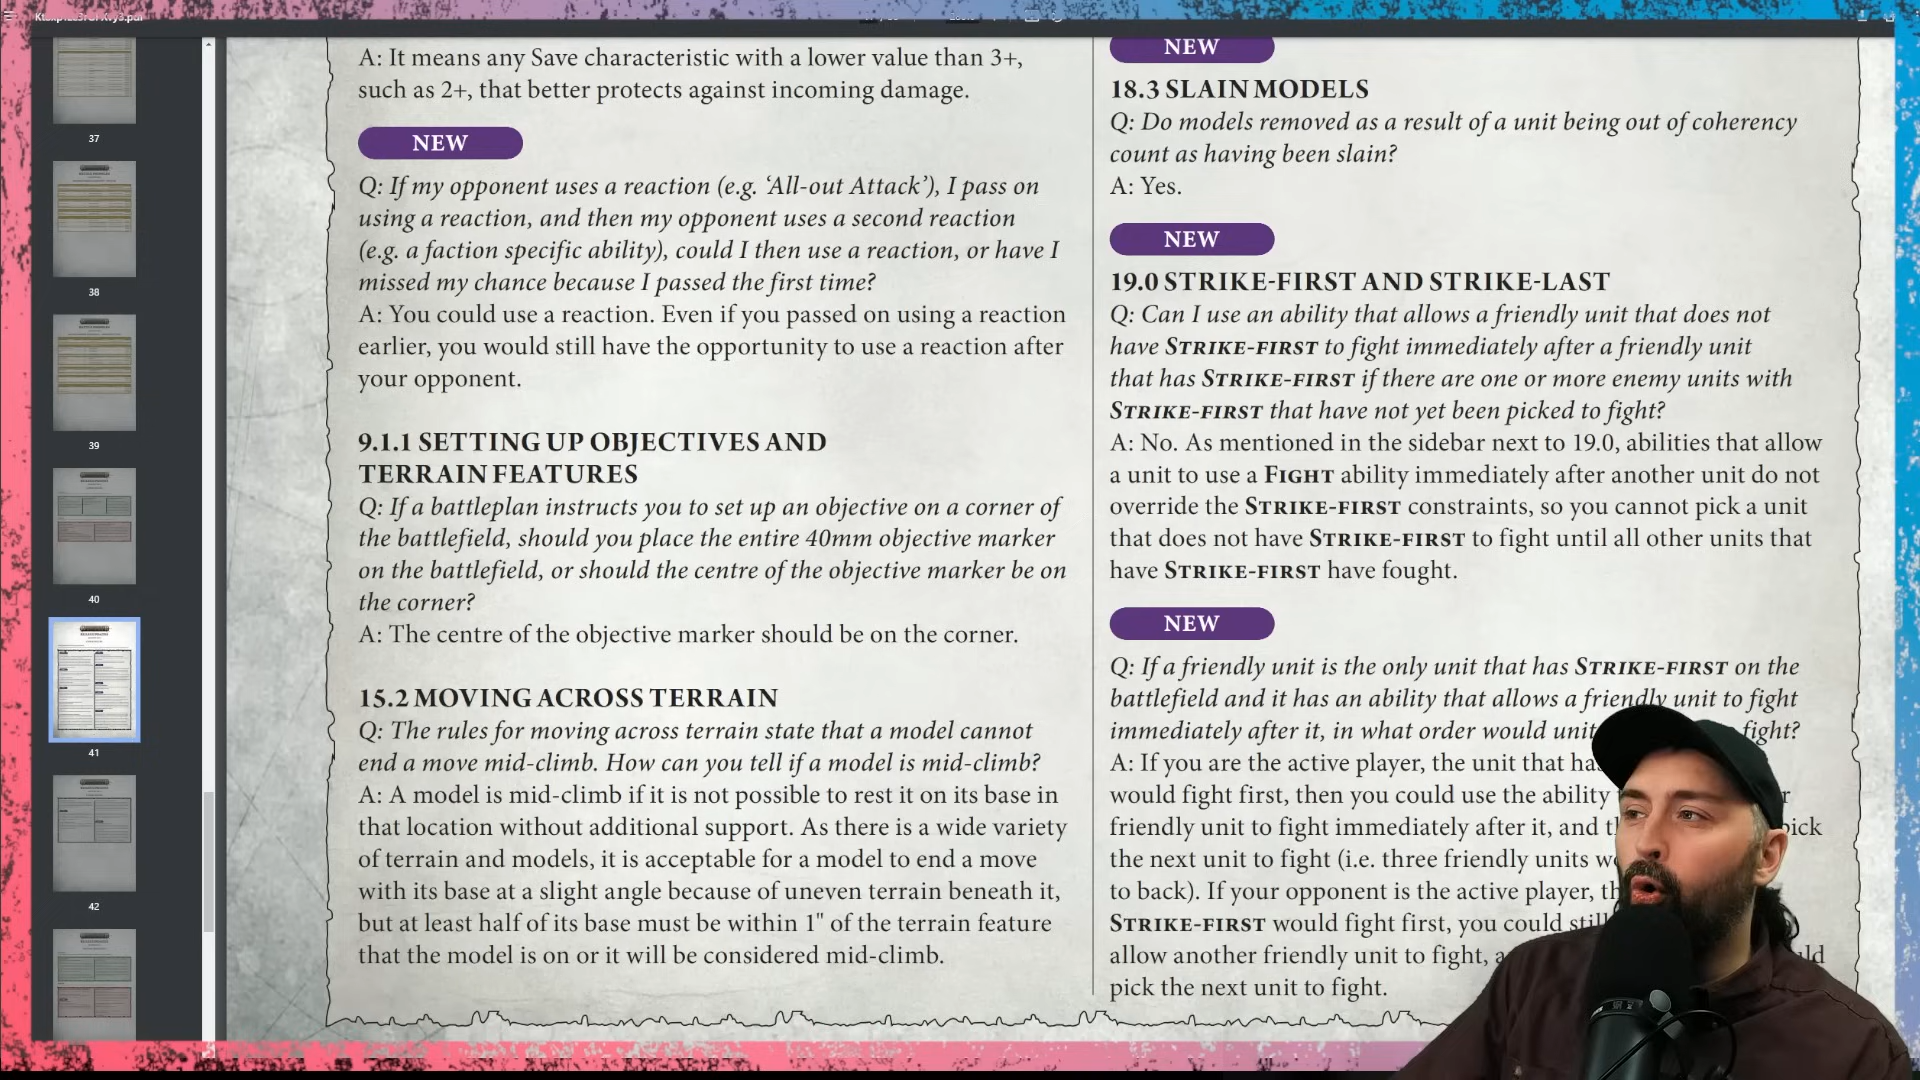 37
38
39
40
41
42
A: It means any Save characteristic with a lower value than 3+,
such as 2+, that better protects against incoming damage.
NEW
Q: If my opponent uses a reaction (e.g. ‘All-out Attack’), I pass on
using a reaction, and then my opponent uses a second reaction
(e.g. a faction specific ability), could I then use a reaction, or have I
missed my chance because I passed the first time?
A: You could use a reaction. Even if you passed on using a reaction
earlier, you would still have the opportunity to use a reaction after
your opponent.
9.1.1 SETTING UP OBJECTIVES AND
TERRAIN FEATURES
Q: If a battleplan instructs you to set up an objective on a corner of
the battlefield, should you place the entire 40mm objective marker
on the battlefield, or should the centre of the objective marker be on
the corner?
A: The centre of the objective marker should be on the corner.
15.2 MOVING ACROSS TERRAIN
Q: The rules for moving across terrain state that a model cannot
end a move mid-climb. How can you tell if a model is mid-climb?
A: A model is mid-climb if it is not possible to rest it on its base in
that location without additional support. As there is a wide variety
of terrain and models, it is acceptable for a model to end a move
with its base at a slight angle because of uneven terrain beneath it,
but at least half of its base must be within 1" of the terrain feature
that the model is on or it will be considered mid-climb.
NEW
18.3 SLAIN MODELS
Q: Do models removed as a result of a unit being out of coherency
count as having been slain?
A: Yes.
NEW
19.0 STRIKE-FIRST AND STRIKE-LAST
Q: Can I use an ability that allows a friendly unit that does not
have STRIKE-FIRST to fight immediately after a friendly unit
that has STRIKE-FIRST if there are one or more enemy units with
STRIKE-FIRST that have not yet been picked to fight?
A: No. As mentioned in the sidebar next to 19.0, abilities that allow
a unit to use a FIGHT ability immediately after another unit do not
override the STRIKE-FIRST constraints, so you cannot pick a unit
that does not have STRIKE-FIRST to fight until all other units that
have STRIKE-FIRST have fought.
NEW
Q: If a friendly unit is the only unit that has STRIKE-FIRST on the
battlefield and it has an ability that allows a friendly unit to fight
immediately after it, in what order would fight?
A: If you are the active player, the unit that
would fight first, then you could use the ability
friendly unit to fight immediately after it, and pick
the next unit to fight (i.e. three friendly units
to back). If your opponent is the active player,
STRIKE-FIRST would fight first, you could
allow another friendly unit to fight,
pick the next unit to fight.